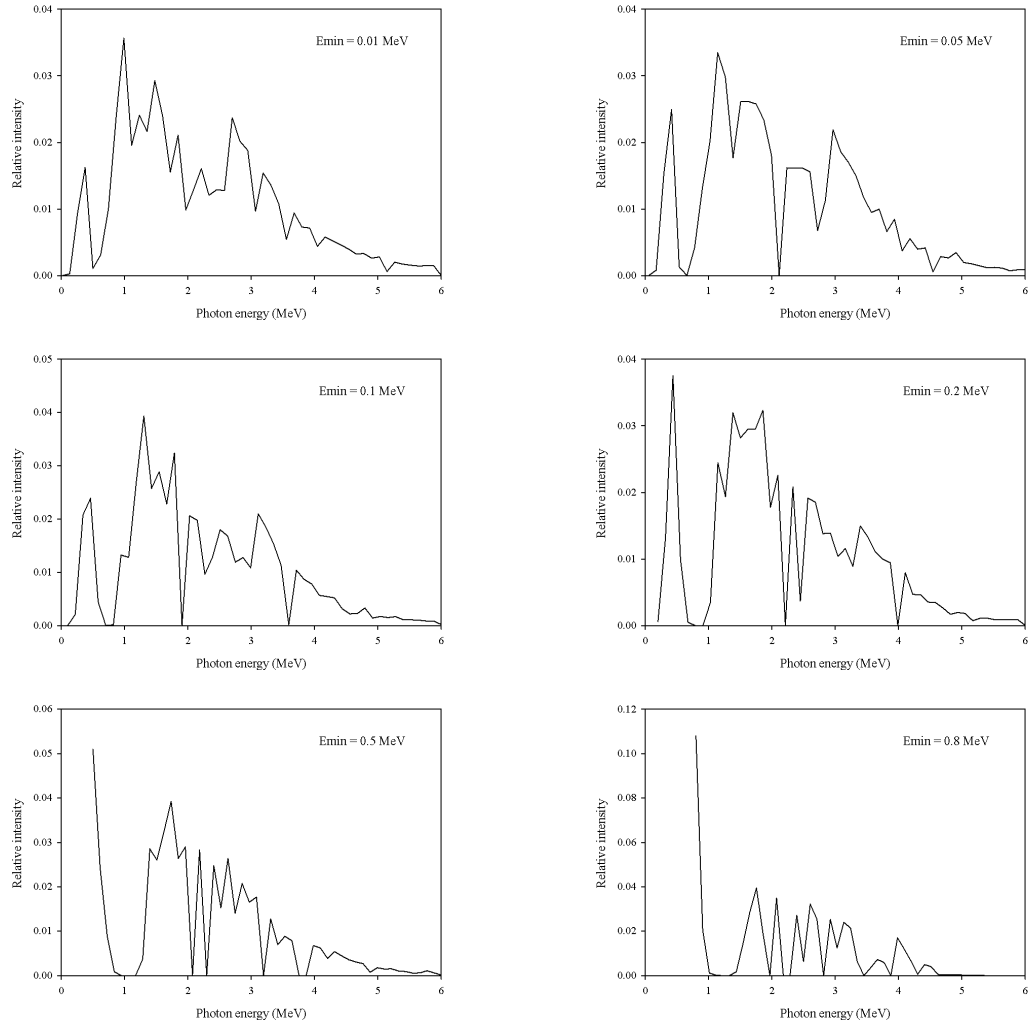 0.04
Emin = 0.01 MeV
0.03
0.02
0.01
0.00
Relative intensity
0 1 2 3 4 5 6
Photon energy (MeV)
0.04
Emin = 0.05 MeV
0.03
0.02
0.01
0.00
Relative intensity
0 1 2 3 4 5 6
Photon energy (MeV)
0.05
Emin = 0.1 MeV
0.04
0.03
0.02
0.01
0.00
Relative intensity
0 1 2 3 4 5 6
Photon energy (MeV)
0.04
Emin = 0.2 MeV
0.03
0.02
0.01
0.00
Relative intensity
0 1 2 3 4 5 6
Photon energy (MeV)
0.06
Emin = 0.5 MeV
0.05
0.04
0.03
0.02
0.01
0.00
Relative intensity
0 1 2 3 4 5 6
Photon energy (MeV)
0.12
Emin = 0.8 MeV
0.10
0.08
0.06
0.04
0.02
0.00
Relative intensity
0 1 2 3 4 5 6
Photon energy (MeV)